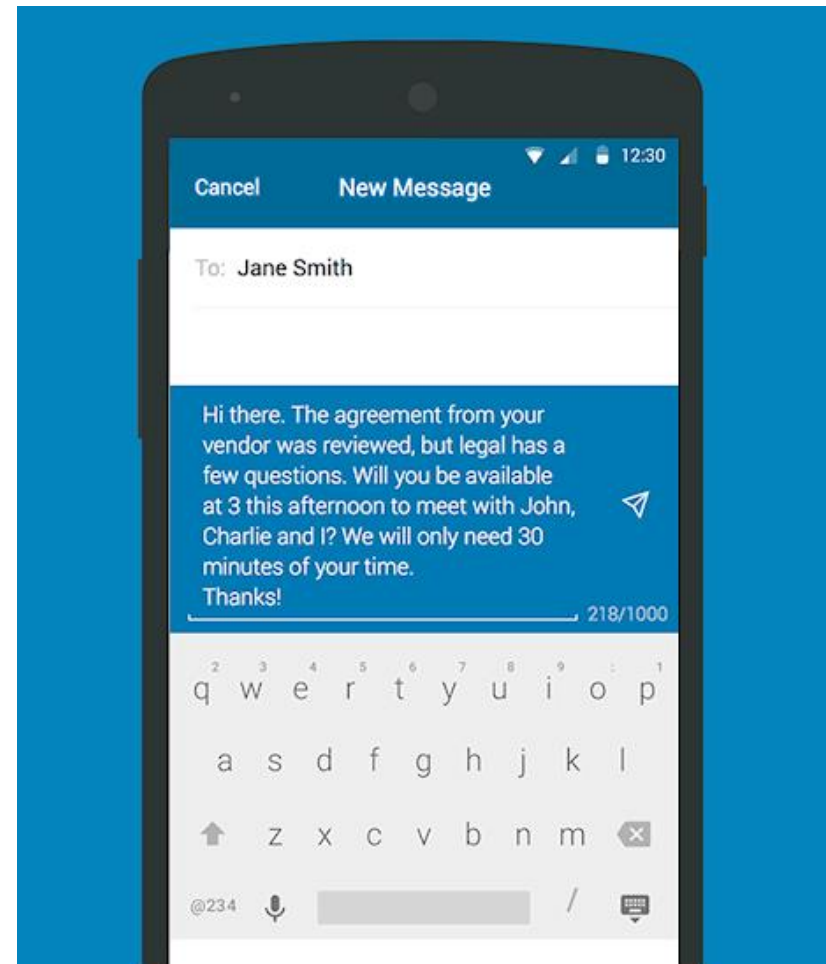 12:30
Cancel New Message
To: Jane Smith
Hi there. The agreement from your
vendor was reviewed, but legal has a
few questions. Will you be available
at 3 this afternoon to meet with John,
Charlie and I? We will only need 30
minutes of your time.
Thanks!
218/1000
2 3 4 5 6 7 8 9 : 1
q w e r t y u i o p
a s d f g h j k l
z x c v b n m
@234 /